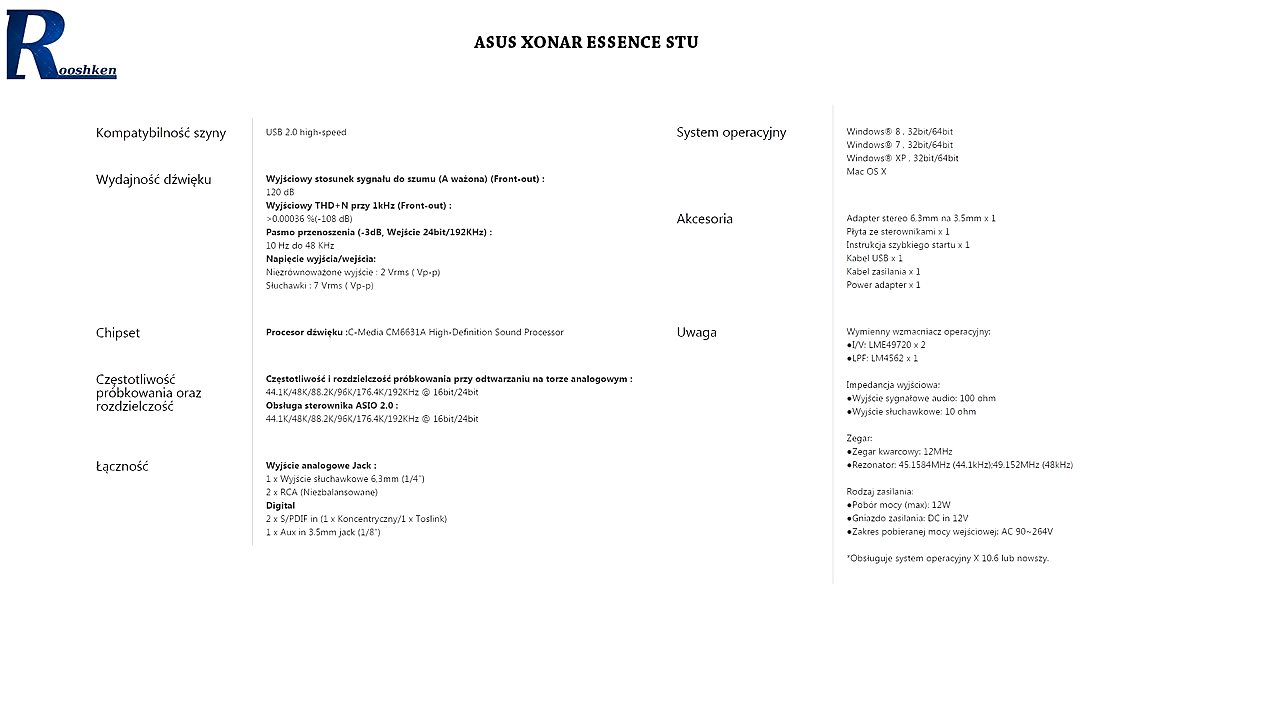 Rooshken
ASUS XONAR ESSENCE STU
Kompatybilność szyny
USB 2.0 high-speed
Wydajność dźwięku
Wyjściowy stosunek sygnału do szumu (A ważona) (Front-out) :
120 dB
Wyjściowy THD+N przy 1kHz (Front-out) :
>0.00036 %(-108 dB)
Pasmo przenoszenia (-3dB, Wejście 24bit/192KHz) :
10 Hz do 48 KHz
Napięcie wyjścia/wejścia:
Niezrównoważone wyjście : 2 Vrms ( Vp-p)
Słuchawki : 7 Vrms ( Vp-p)
Chipset
Procesor dźwięku :C-Media CM6631A High-Definition Sound Processor
Częstotliwość
próbkowania oraz
rozdzielczość
Częstotliwość i rozdzielczość próbkowania przy odtwarzaniu na torze analogowym :
44.1K/48K/88.2K/96K/176.4K/192KHz @ 16bit/24bit
Obsługa sterownika ASIO 2.0 :
44.1K/48K/88.2K/96K/176.4K/192KHz @ 16bit/24bit
Łączność
Wyjście analogowe Jack :
1 x Wyjście słuchawkowe 6,3mm (1/4")
2 x RCA (Niezbalansowane)
Digital
2 x S/PDIF in (1 x Koncentryczny/1 x Toslink)
1 x Aux in 3.5mm jack (1/8")
System operacyjny
Windows® 8 , 32bit/64bit
Windows® 7 , 32bit/64bit
Windows® XP , 32bit/64bit
Mac OS X
Akcesoria
Adapter stereo 6,3mm na 3.5mm x 1
Płyta ze sterownikami x 1
Instrukcja szybkiego startu x 1
Kabel USB x 1
Kabel zasilania x 1
Power adapter x 1
Uwaga
Wymienny wzmacniacz operacyjny:
●I/V: LME49720 x 2
●LPF: LM4562 x 1
Impedancja wyjściowa:
●Wyjście sygnałowe audio: 100 ohm
●Wyjście słuchawkowe: 10 ohm
Zegar:
●Zegar kwarcowy: 12MHz
●Rezonator: 45.1584MHz (44.1kHz);49.152MHz (48kHz)
Rodzaj zasilania:
●Pobór mocy (max): 12W
●Gniazdo zasilania: DC in 12V
●Zakres pobieranej mocy wejściowej: AC 90~264V
*Obsługuje system operacyjny X 10.6 lub nowszy.